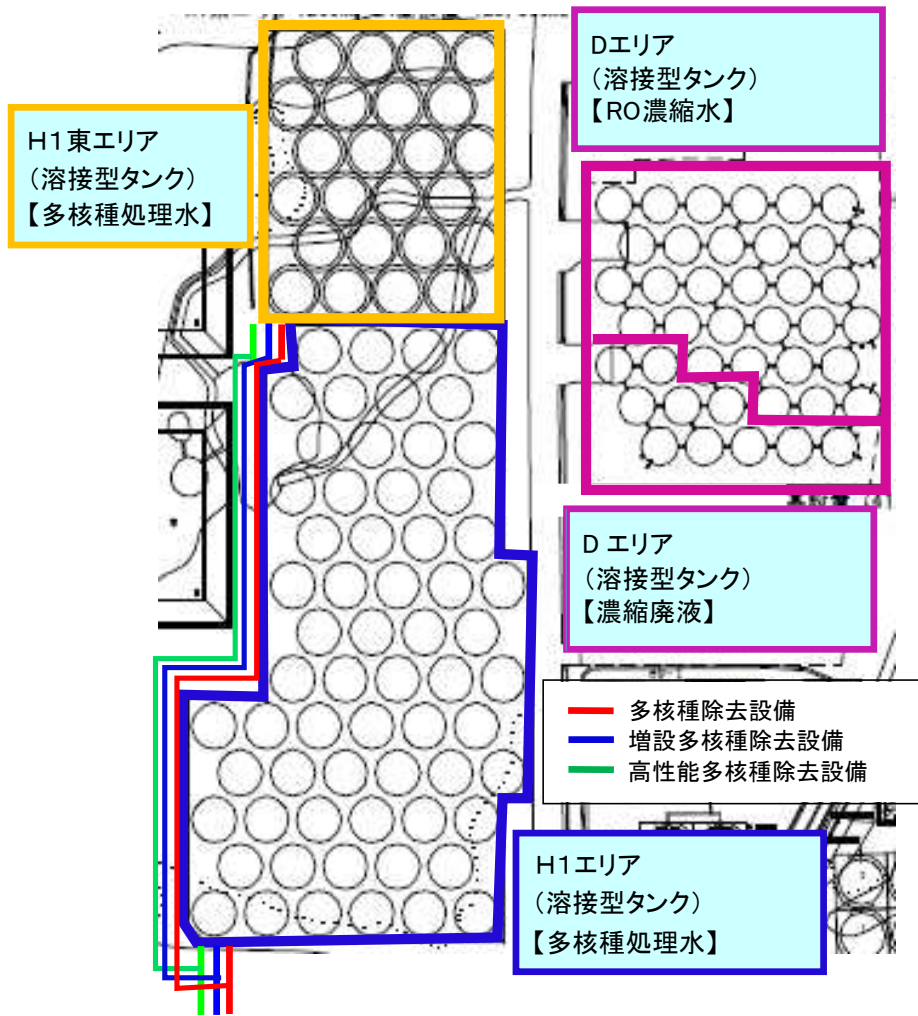 Dエリア
（溶接型タンク）
【RO濃縮水】
H1東エリア
（溶接型タンク）
【多核種処理水】
D エリア
（溶接型タンク）
【濃縮廃液】
多核種除去設備
増設多核種除去設備
高性能多核種除去設備
H1エリア
（溶接型タンク）
【多核種処理水】